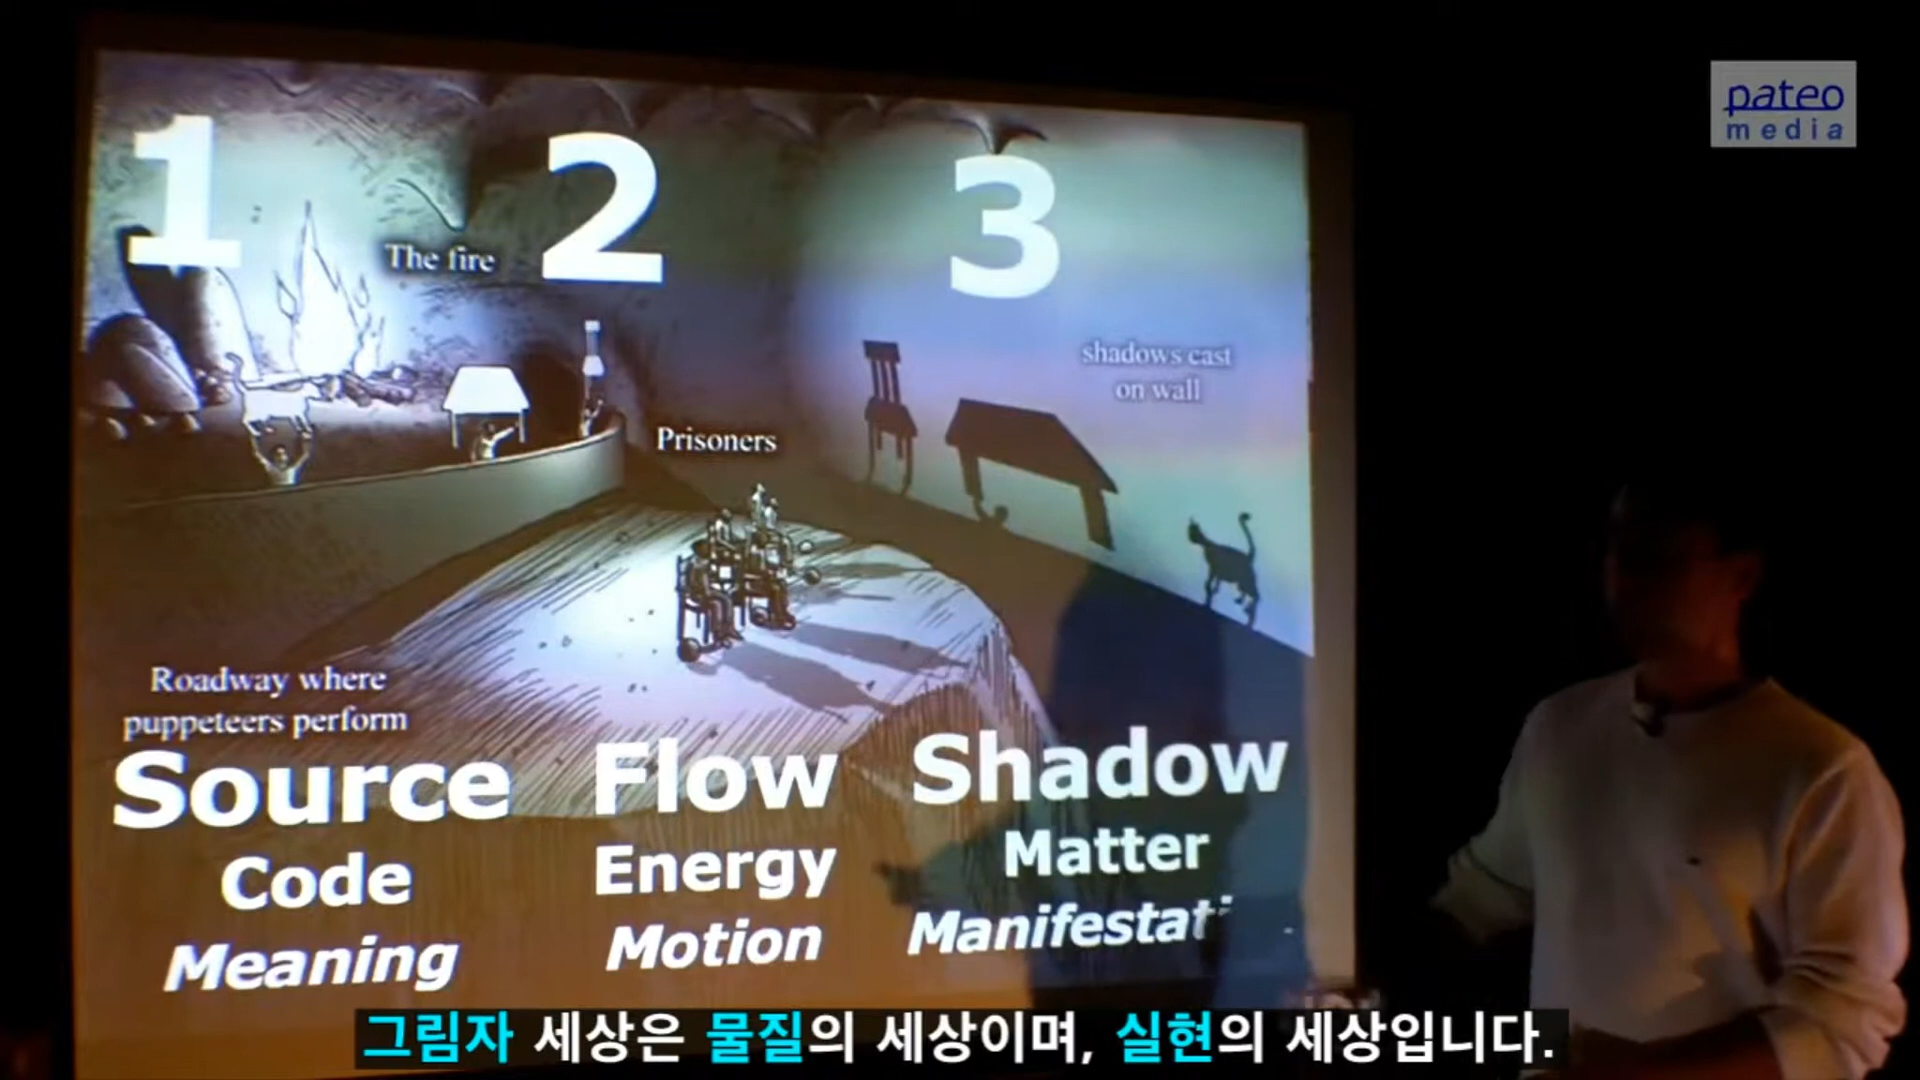 pateo
media
1 2 3
The fire
shadows cast
on wall
Prisoners
Roadway where
puppeteers perform
Source Flow Shadow
Code Energy Matter
Meaning Motion
그림자 세상은 물질의 세상이며, 실현의 세상입니다.